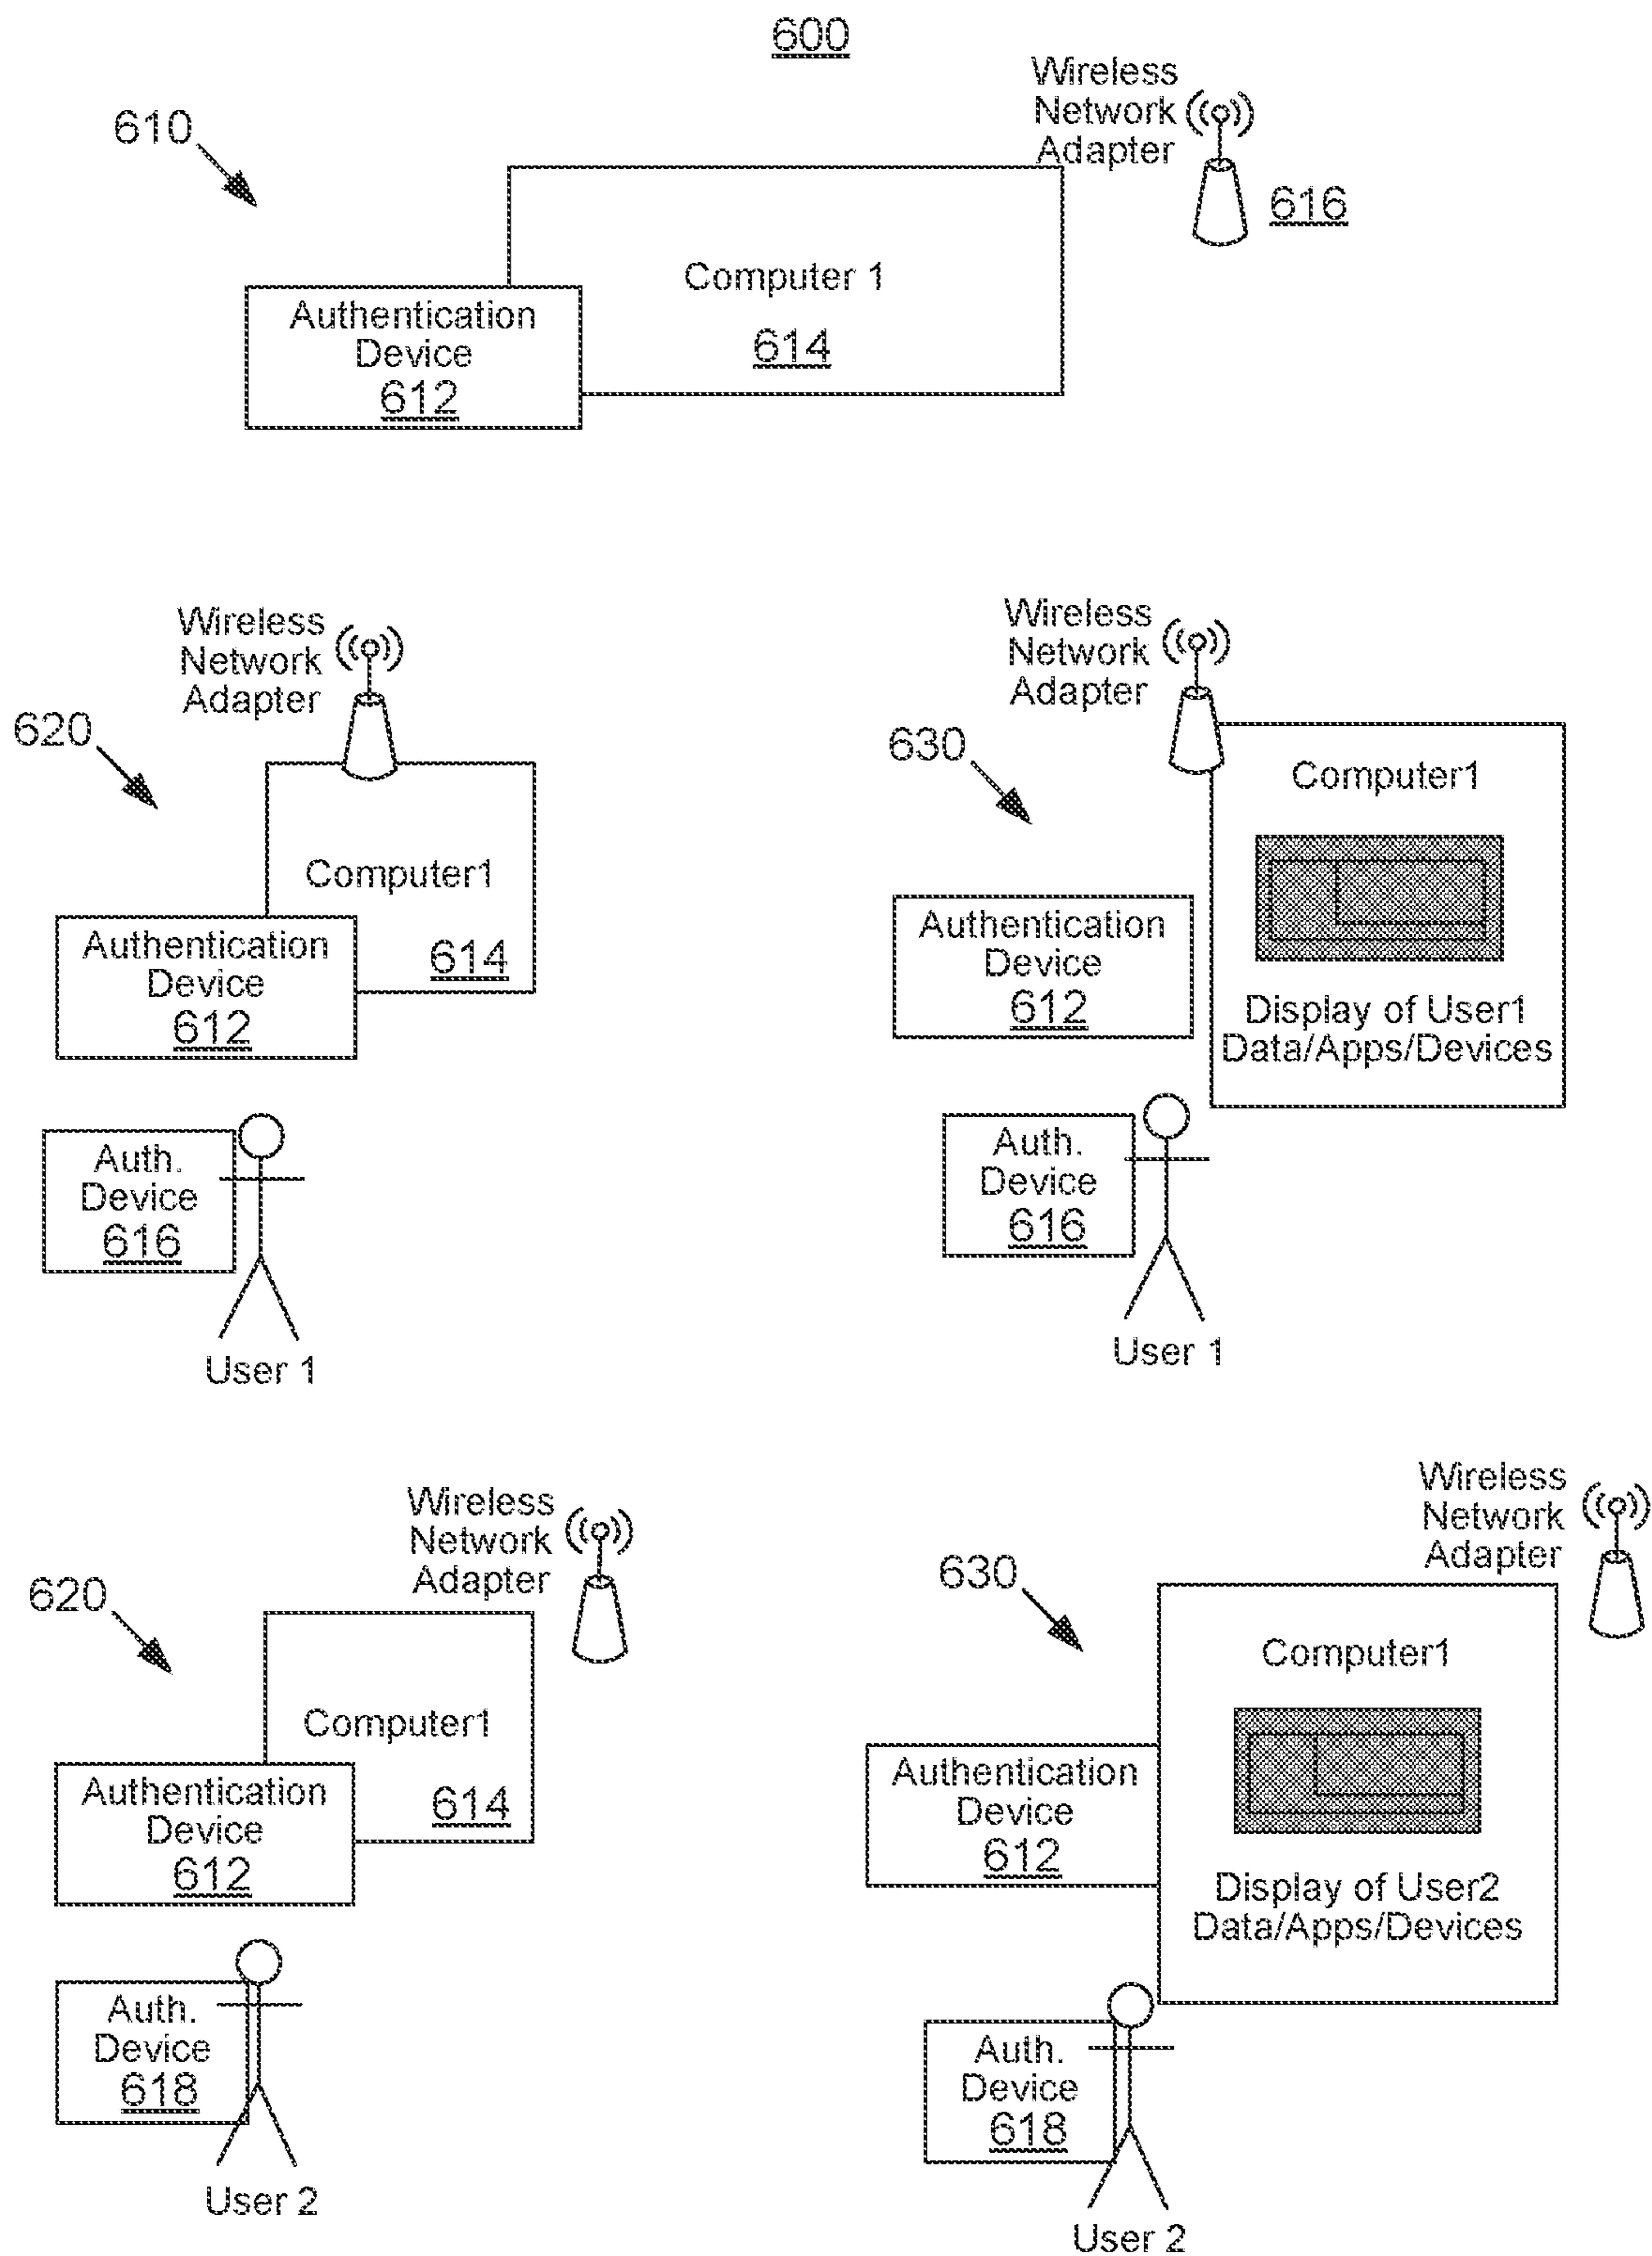 600
Wireless
Network
Adapter
610
616
Computer 1
614
Authentication
Device
612
Wireless
Network
Adapter
620
Computer1
614
Authentication
Device
612
Auth.
Device
616
User 1
Wireless
Network
Adapter
630
Computer1
Authentication
Device
612
Display of User1
Data/Apps/Devices
Auth.
Device
616
User 1
Wireless
Network
Adapter
620
Computer1
614
Authentication
Device
612
Auth.
Device
618
User 2
Wireless
Network
Adapter
630
Computer1
Authentication
Device
612
Display of User2
Data/Apps/Devices
Auth.
Device
618
User 2